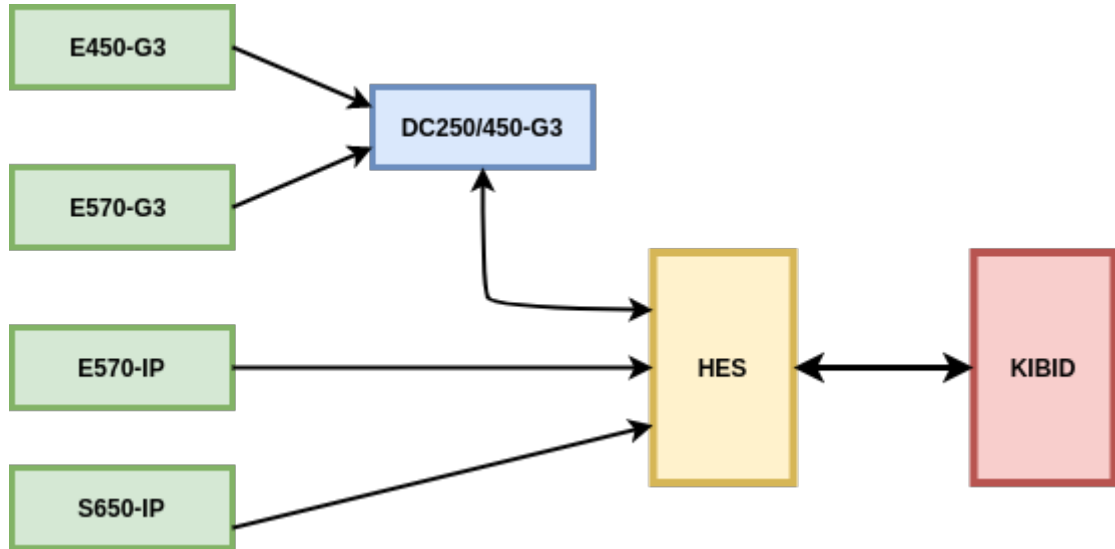 E450-G3
DC250/450-G3
E570-G3
E570-IP
HES
KIBID
S650-IP